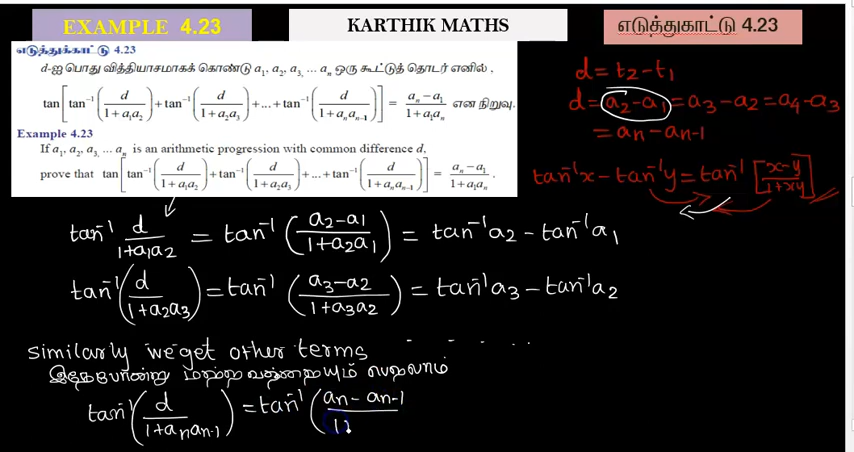 EXAMPLE 4.23
KARTHIK MATHS
எடுத்துகாட்டு 4.23
எடுத்துக்காட்டு 4.23
d-ஐ பொது வித்தியாசமாகக் கொண்டு a₁, a₂, a₃, ... aₙ ஒரு கூட்டுத் தொடர் எனில்,
tan[tan⁻¹(d/(1+a₁a₂)) + tan⁻¹(d/(1+a₂a₃)) + ... + tan⁻¹(d/(1+aₙaₙ₋₁))] = (aₙ−a₁)/(1+a₁aₙ) என நிறுவு.
Example 4.23
If a₁, a₂, a₃, ... aₙ is an arithmetic progression with common difference d,
prove that tan[tan⁻¹(d/(1+a₁a₂)) + tan⁻¹(d/(1+a₂a₃)) + ... + tan⁻¹(d/(1+aₙaₙ₋₁))] = (aₙ−a₁)/(1+a₁aₙ).
d = t₂ − t₁
d = a₂ − a₁ = a₃ − a₂ = a₄ − a₃
= aₙ − aₙ₋₁
tan⁻¹x − tan⁻¹y = tan⁻¹[(x−y)/(1+xy)]
tan⁻¹ d/(1+a₁a₂) = tan⁻¹((a₂−a₁)/(1+a₂a₁)) = tan⁻¹a₂ − tan⁻¹a₁
tan⁻¹(d/(1+a₂a₃)) = tan⁻¹((a₃−a₂)/(1+a₃a₂)) = tan⁻¹a₃ − tan⁻¹a₂
similarly we get other terms . . . . . .
இதேபோன்று மற்றவற்றையும் பெறலாம்
tan⁻¹(d/(1+aₙaₙ₋₁)) = tan⁻¹((aₙ − aₙ₋₁)/(1